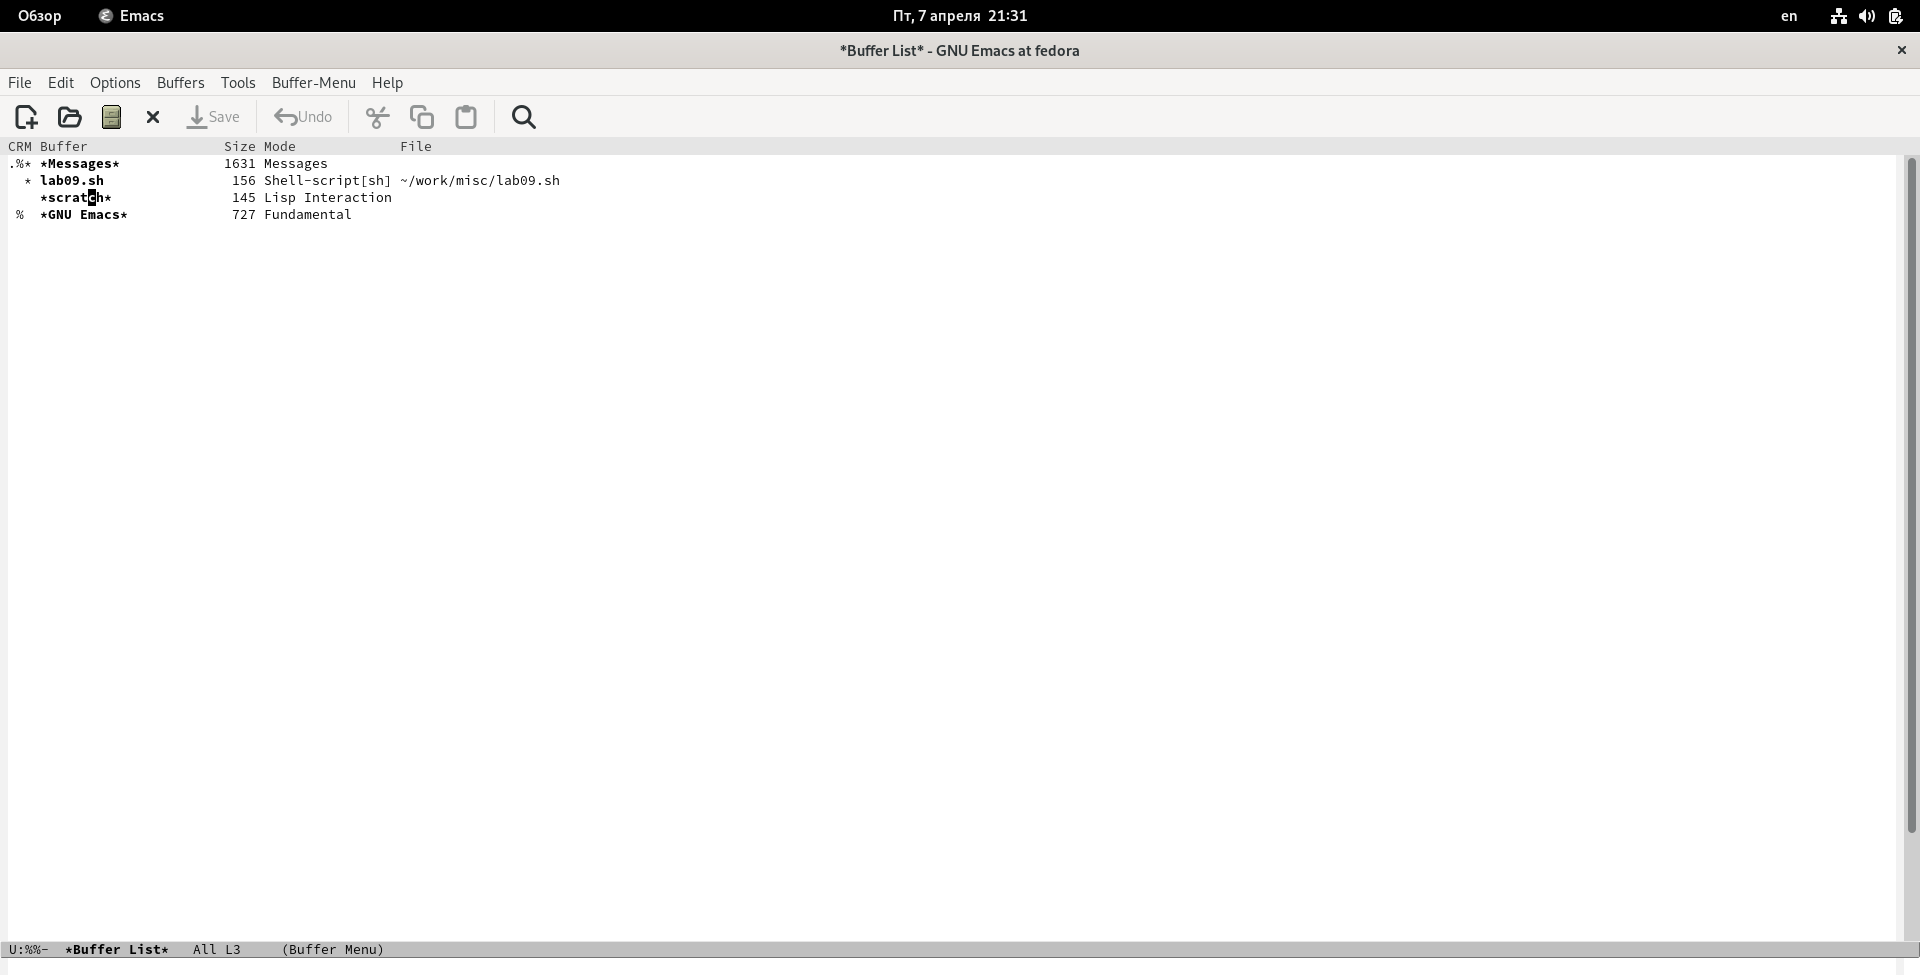 Обзор Emacs Пт, 7 апреля 21:31 en
*Buffer List* - GNU Emacs at fedora
File Edit Options Buffers Tools Buffer-Menu Help
Save Undo
CRM Buffer Size Mode File
.%* *Messages* 1631 Messages
* lab09.sh 156 Shell-script[sh] ~/work/misc/lab09.sh
*scratch* 145 Lisp Interaction
% *GNU Emacs* 727 Fundamental
U:%%- *Buffer List* All L3 (Buffer Menu)